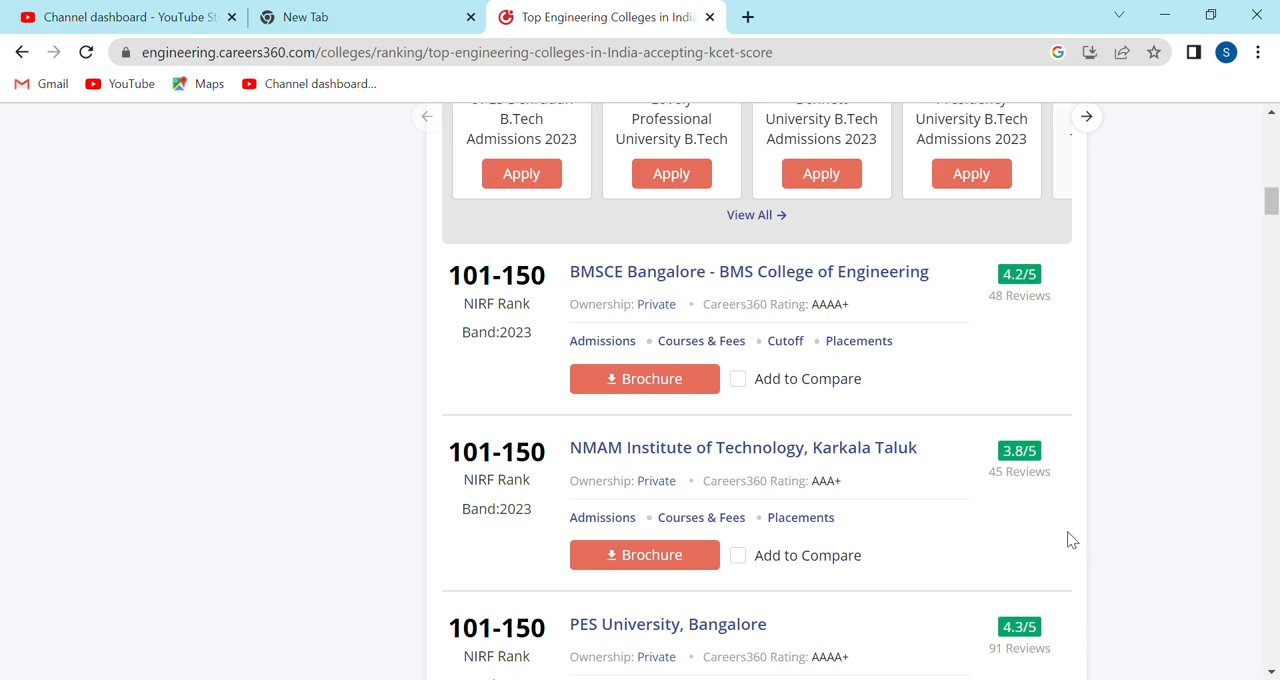 Channel dashboard - YouTube St
New Tab
Top Engineering Colleges in India
engineering.careers360.com/colleges/ranking/top-engineering-colleges-in-India-accepting-kcet-score
S
Gmail
YouTube
Maps
Channel dashboard...
B.Tech
Admissions 2023
Apply
Professional
University B.Tech
Apply
University B.Tech
Admissions 2023
Apply
University B.Tech
Admissions 2023
Apply
View All →
101-150
NIRF Rank
Band:2023
BMSCE Bangalore - BMS College of Engineering
Ownership: Private • Careers360 Rating: AAAA+
Admissions • Courses & Fees • Cutoff • Placements
Brochure
Add to Compare
4.2/5
48 Reviews
101-150
NIRF Rank
Band:2023
NMAM Institute of Technology, Karkala Taluk
Ownership: Private • Careers360 Rating: AAA+
Admissions • Courses & Fees • Placements
Brochure
Add to Compare
3.8/5
45 Reviews
101-150
NIRF Rank
PES University, Bangalore
Ownership: Private • Careers360 Rating: AAAA+
4.3/5
91 Reviews